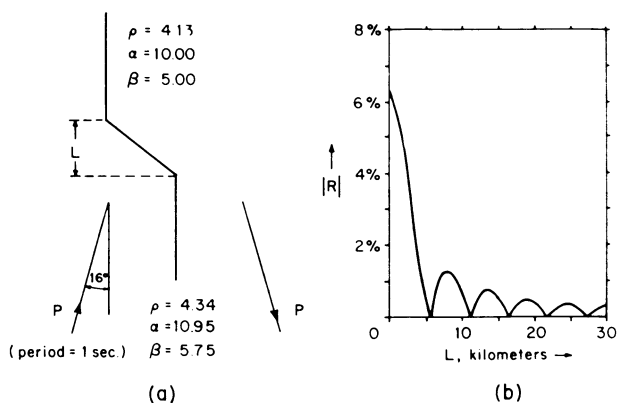 ρ = 4.13
α = 10.00
β = 5.00
L
16°
P
(period = 1 sec.)
ρ = 4.34
α = 10.95
β = 5.75
P
(a)
8%
6%
4%
2%
|R| →
0 10 20 30
L, kilometers →
(b)